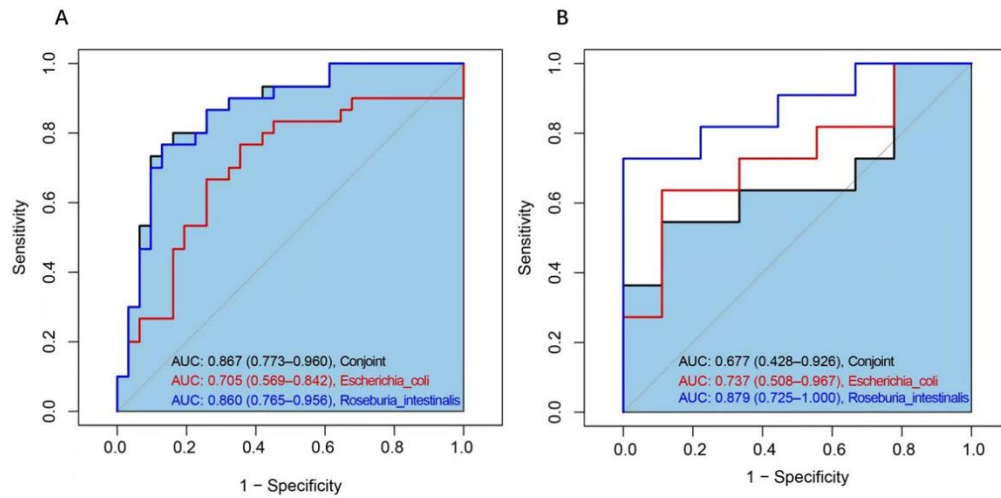 A
Sensitivity
1.0
0.8
0.6
0.4
0.2
0.0
AUC: 0.867 (0.773–0.960), Conjoint
AUC: 0.705 (0.569–0.842), Escherichia_coli
AUC: 0.860 (0.765–0.956), Roseburia_intestinalis
0.0 0.2 0.4 0.6 0.8 1.0
1 − Specificity
B
Sensitivity
1.0
0.8
0.6
0.4
0.2
0.0
AUC: 0.677 (0.428–0.926), Conjoint
AUC: 0.737 (0.508–0.967), Escherichia_coli
AUC: 0.879 (0.725–1.000), Roseburia_intestinalis
0.0 0.2 0.4 0.6 0.8 1.0
1 − Specificity